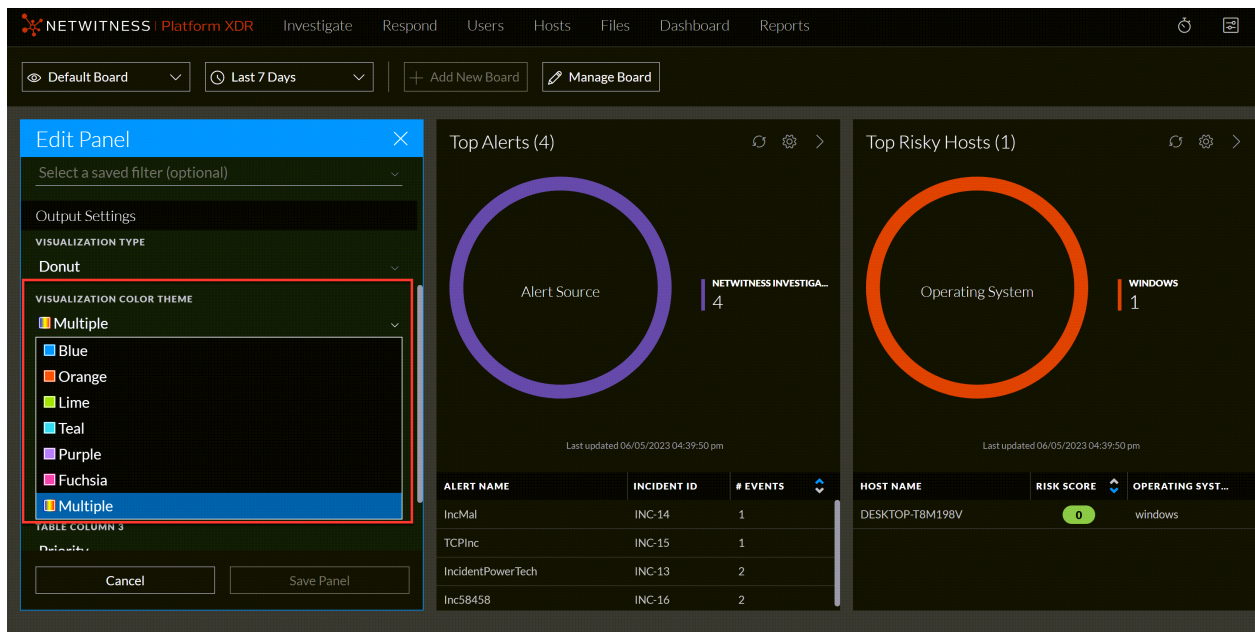 NETWITNESS Platform XDR Investigate Respond Users Hosts Files Dashboard Reports
Default Board Last 7 Days Add New Board Manage Board
Edit Panel
Select a saved filter (optional)
Output Settings
VISUALIZATION TYPE
Donut
VISUALIZATION COLOR THEME
Multiple
Blue
Orange
Lime
Teal
Purple
Fuchsia
Multiple
TABLE COLUMN 3
Priority
Cancel Save Panel
Top Alerts (4)
Alert Source
NETWITNESS INVESTIGA...
4
Last updated 06/05/2023 04:39:50 pm
ALERT NAME INCIDENT ID # EVENTS
IncMal INC-14 1
TCPInc INC-15 1
IncidentPowerTech INC-13 2
Inc58458 INC-16 2
Top Risky Hosts (1)
Operating System
WINDOWS
1
Last updated 06/05/2023 04:39:50 pm
HOST NAME RISK SCORE OPERATING SYST...
DESKTOP-T8M198V 0 windows